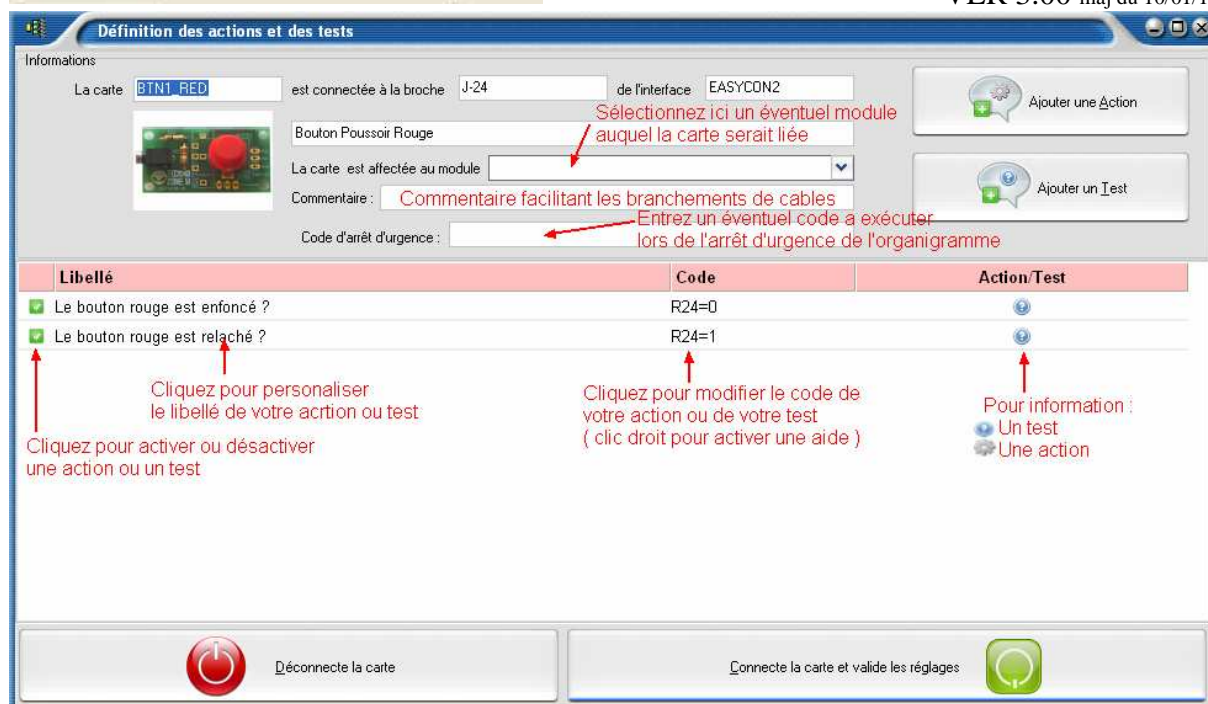 Définition des actions et des tests
Informations
La carte BTN1_RED est connectée à la broche J-24 de l'interface EASYCON2
Ajouter une Action
Sélectionnez ici un éventuel module
auquel la carte serait liée
Bouton Poussoir Rouge
La carte est affectée au module
Ajouter un Test
Commentaire : Commentaire facilitant les branchements de cables
Entrez un éventuel code a exécuter
lors de l'arrêt d'urgence de l'organigramme
Code d'arrêt d'urgence :
Libellé Code Action/Test
Le bouton rouge est enfoncé ? R24=0
Le bouton rouge est relaché ? R24=1
Cliquez pour personaliser
le libellé de votre acrtion ou test
Cliquez pour modifier le code de
votre action ou de votre test
( clic droit pour activer une aide )
Pour information :
Un test
Une action
Cliquez pour activer ou désactiver
une action ou un test
Déconnecte la carte
Connecte la carte et valide les réglages